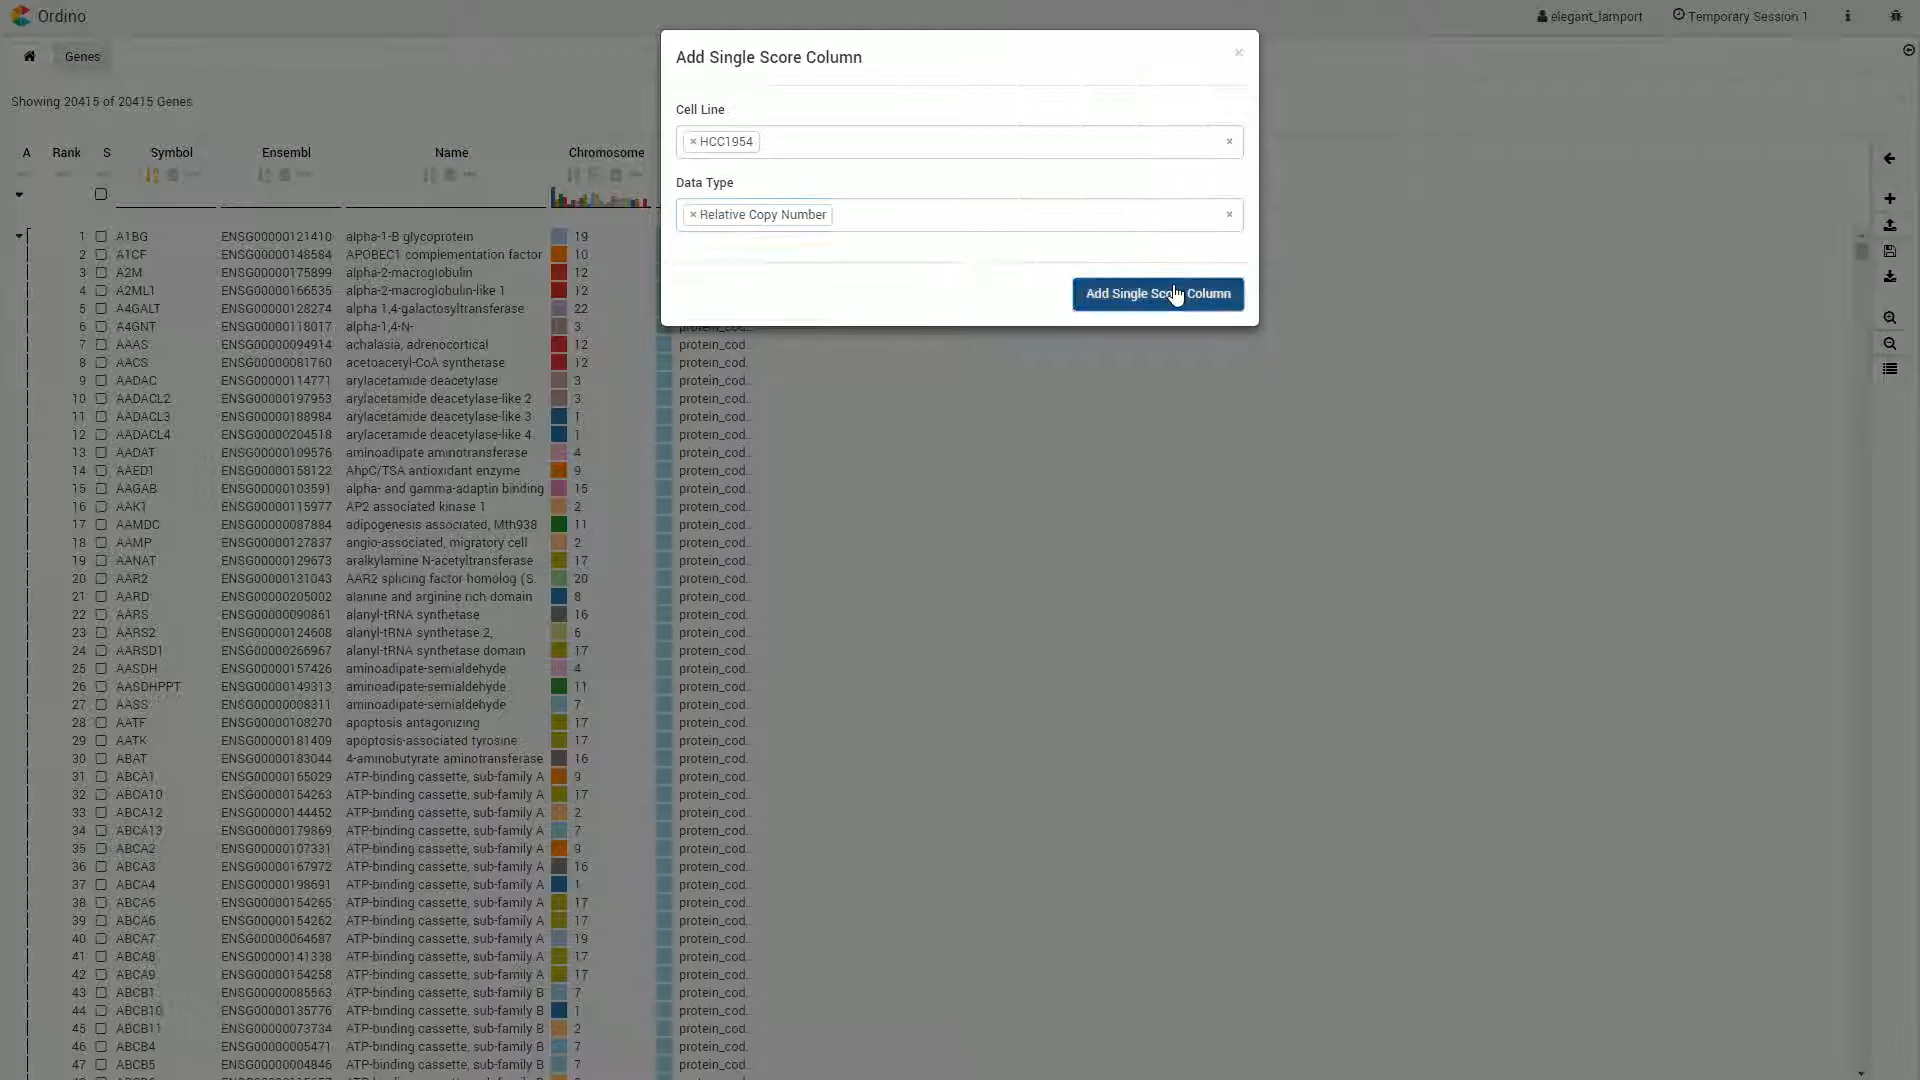 Ordino
elegant_lamport
Temporary Session 1
Genes
Showing 20415 of 20415 Genes
Add Single Score Column
×
Cell Line
× HCC1954 ×
Data Type
× Relative Copy Number ×
Add Single Column
A Rank S Symbol Ensembl Name Chromosome
1 A1BG ENSG00000121410 alpha-1-B glycoprotein 19
2 A1CF ENSG00000148584 APOBEC1 complementation factor 10
3 A2M ENSG00000175899 alpha-2-macroglobulin 12
4 A2ML1 ENSG00000166535 alpha-2-macroglobulin-like 1 12
5 A4GALT ENSG00000128274 alpha 1,4-galactosyltransferase 22
6 A4GNT ENSG00000118017 alpha-1,4-N- 3 protein_cod..
7 AAAS ENSG00000094914 achalasia, adrenocortical 12 protein_cod..
8 AACS ENSG00000081760 acetoacetyl-CoA synthetase 12 protein_cod.
9 AADAC ENSG00000114771 arylacetamide deacetylase 3 protein_cod..
10 AADACL2 ENSG00000197953 arylacetamide deacetylase-like 2 3 protein_cod..
11 AADACL3 ENSG00000188984 arylacetamide deacetylase-like 3 1 protein_cod..
12 AADACL4 ENSG00000204518 arylacetamide deacetylase-like 4 1 protein_cod..
13 AADAT ENSG00000109576 aminoadipate aminotransferase 4 protein_cod..
14 AAED1 ENSG00000158122 AhpC/TSA antioxidant enzyme 9 protein_cod..
15 AAGAB ENSG00000103591 alpha- and gamma-adaptin binding 15 protein_cod..
16 AAK1 ENSG00000115977 AP2 associated kinase 1 2 protein_cod..
17 AAMDC ENSG00000087884 adipogenesis associated, Mth938 11 protein_cod..
18 AAMP ENSG00000127837 angio-associated, migratory cell 2 protein_cod..
19 AANAT ENSG00000129673 aralkylamine N-acetyltransferase 17 protein_cod..
20 AAR2 ENSG00000131043 AAR2 splicing factor homolog (S. 20 protein_cod..
21 AARD ENSG00000205002 alanine and arginine rich domain 8 protein_cod..
22 AARS ENSG00000090861 alanyl-tRNA synthetase 16 protein_cod..
23 AARS2 ENSG00000124608 alanyl-tRNA synthetase 2, 6 protein_cod..
24 AARSD1 ENSG00000266967 alanyl-tRNA synthetase domain 17 protein_cod..
25 AASDH ENSG00000157426 aminoadipate-semialdehyde 4 protein_cod..
26 AASDHPPT ENSG00000149313 aminoadipate-semialdehyde 11 protein_cod..
27 AASS ENSG00000008311 aminoadipate-semialdehyde 7 protein_cod..
28 AATF ENSG00000108270 apoptosis antagonizing 17 protein_cod..
29 AATK ENSG00000181409 apoptosis-associated tyrosine 17 protein_cod..
30 ABAT ENSG00000183044 4-aminobutyrate aminotransferase 16 protein_cod..
31 ABCA1 ENSG00000165029 ATP-binding cassette, sub-family A 9 protein_cod..
32 ABCA10 ENSG00000154263 ATP-binding cassette, sub-family A 17 protein_cod..
33 ABCA12 ENSG00000144452 ATP-binding cassette, sub-family A 2 protein_cod..
34 ABCA13 ENSG00000179869 ATP-binding cassette, sub-family A 7 protein_cod..
35 ABCA2 ENSG00000107331 ATP-binding cassette, sub-family A 9 protein_cod..
36 ABCA3 ENSG00000167972 ATP-binding cassette, sub-family A 16 protein_cod..
37 ABCA4 ENSG00000198691 ATP-binding cassette, sub-family A 1 protein_cod..
38 ABCA5 ENSG00000154265 ATP-binding cassette, sub-family A 17 protein_cod..
39 ABCA6 ENSG00000154262 ATP-binding cassette, sub-family A 17 protein_cod..
40 ABCA7 ENSG00000064687 ATP-binding cassette, sub-family A 19 protein_cod..
41 ABCA8 ENSG00000141338 ATP-binding cassette, sub-family A 17 protein_cod..
42 ABCA9 ENSG00000154258 ATP-binding cassette, sub-family A 17 protein_cod..
43 ABCB1 ENSG00000085563 ATP-binding cassette, sub-family B 7 protein_cod..
44 ABCB10 ENSG00000135776 ATP-binding cassette, sub-family B 1 protein_cod..
45 ABCB11 ENSG00000073734 ATP-binding cassette, sub-family B 2 protein_cod..
46 ABCB4 ENSG00000005471 ATP-binding cassette, sub-family B 7 protein_cod..
47 ABCB5 ENSG00000004846 ATP-binding cassette, sub-family B 7 protein_cod..